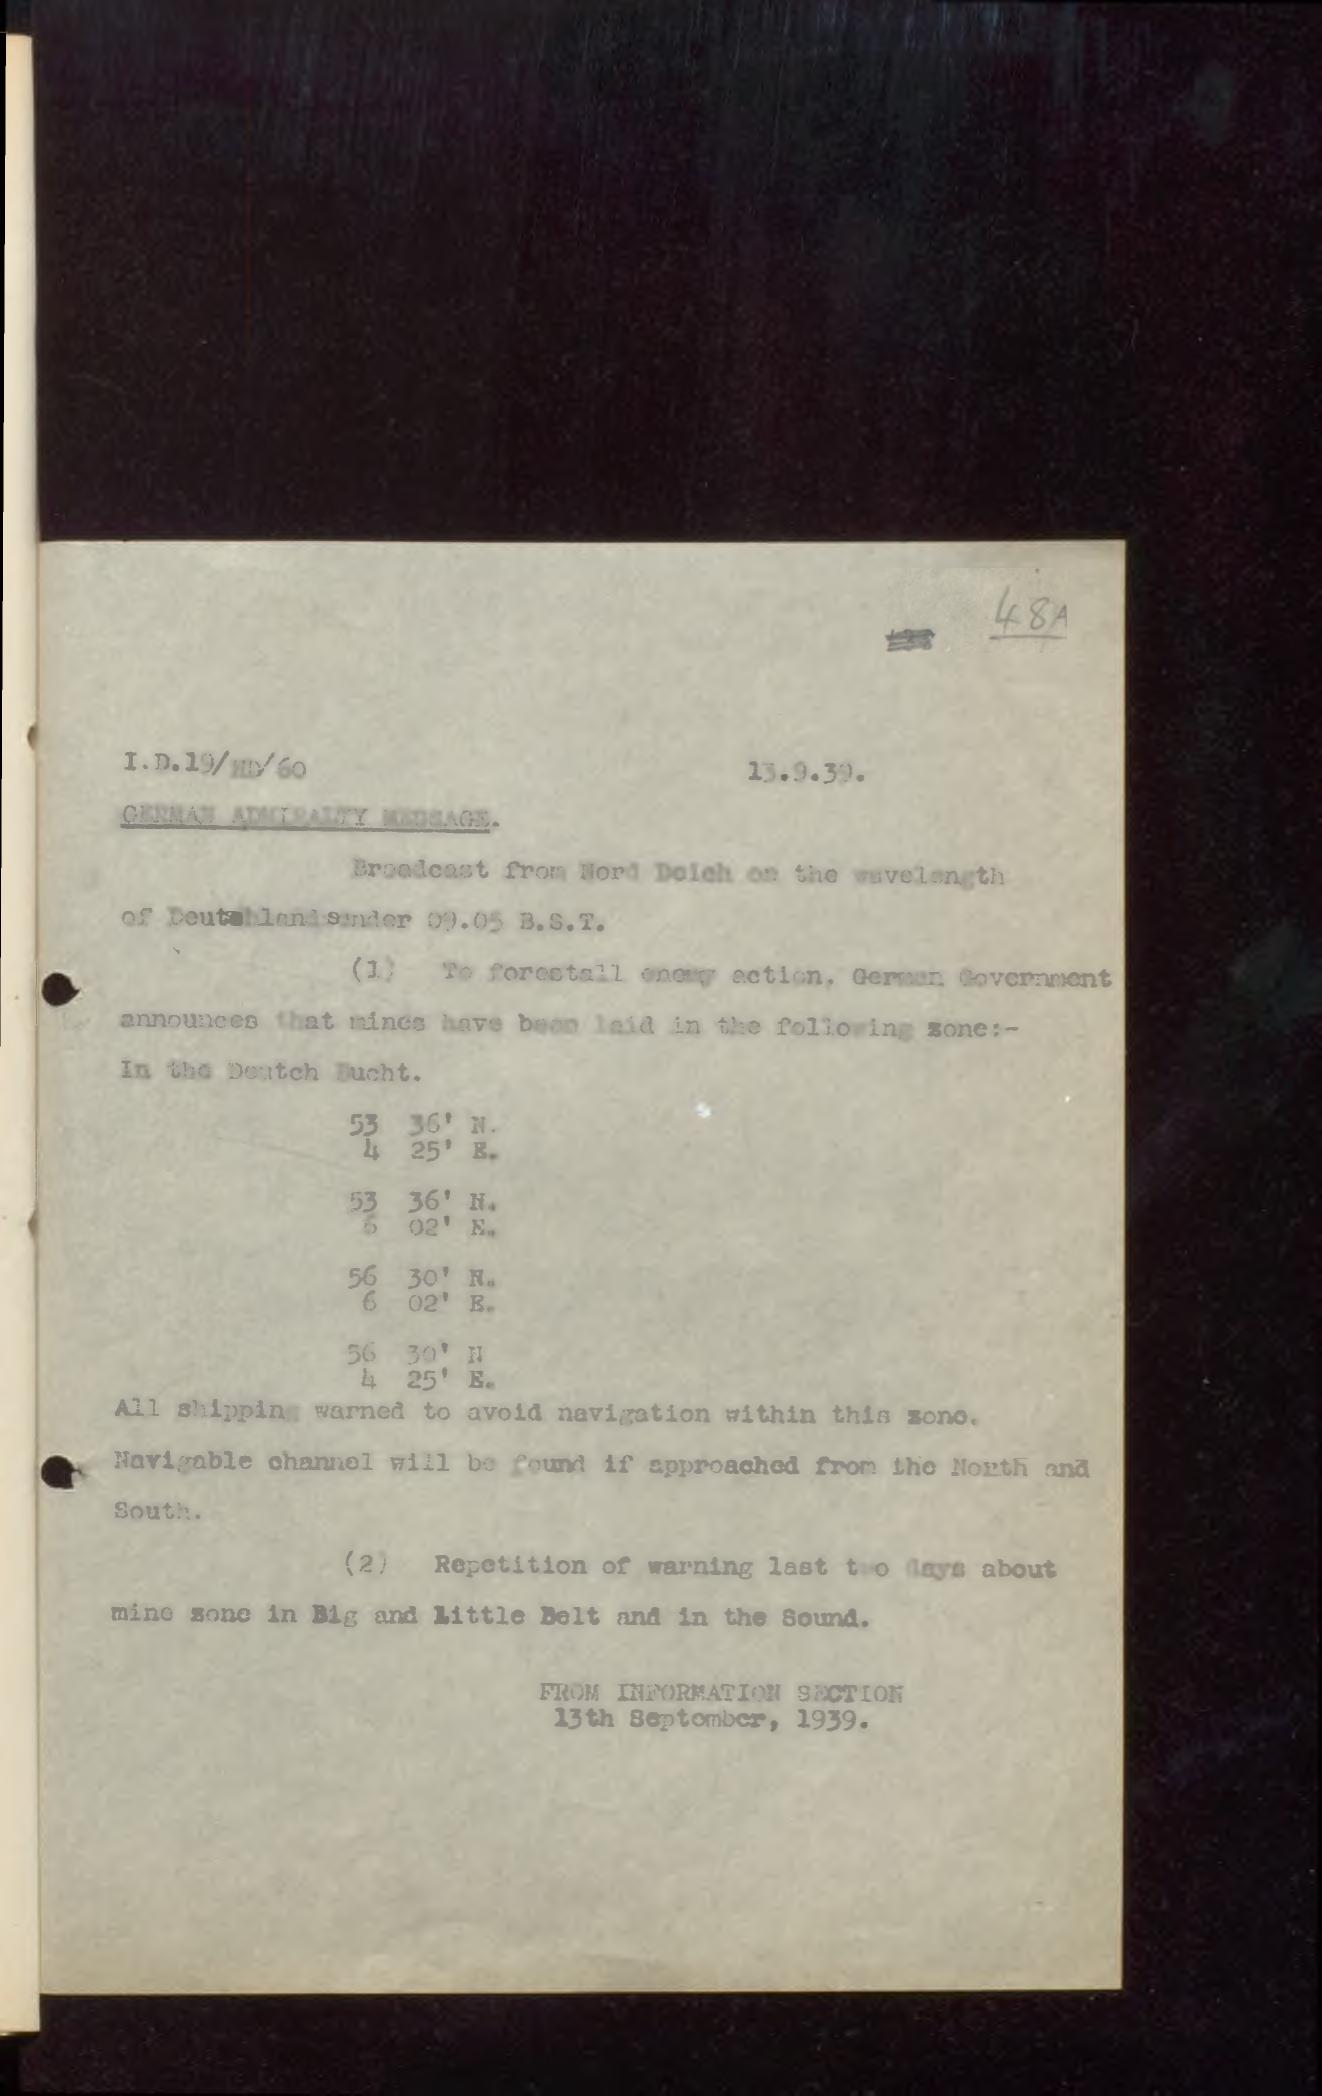 48A
I.D.19/ND/60
13.9.39.
GERMAN ADMIRALTY MESSAGE.
Broadcast from Nord Deich on the wavelength
of Deutschlandsender 09.05 B.S.T.
(1) To forestall enemy action, German Government
announces that mines have been laid in the following zone:-
In the Deutch Bucht.
53 36' N.
4 25' E.
53 36' N.
6 02' E.
56 30' N.
6 02' E.
56 30' N
4 25' E.
All shipping warned to avoid navigation within this zone.
Navigable channel will be found if approached from the North and
South.
(2) Repetition of warning last two days about
mine zone in Big and Little Belt and in the Sound.
FROM INFORMATION SECTION
13th September, 1939.